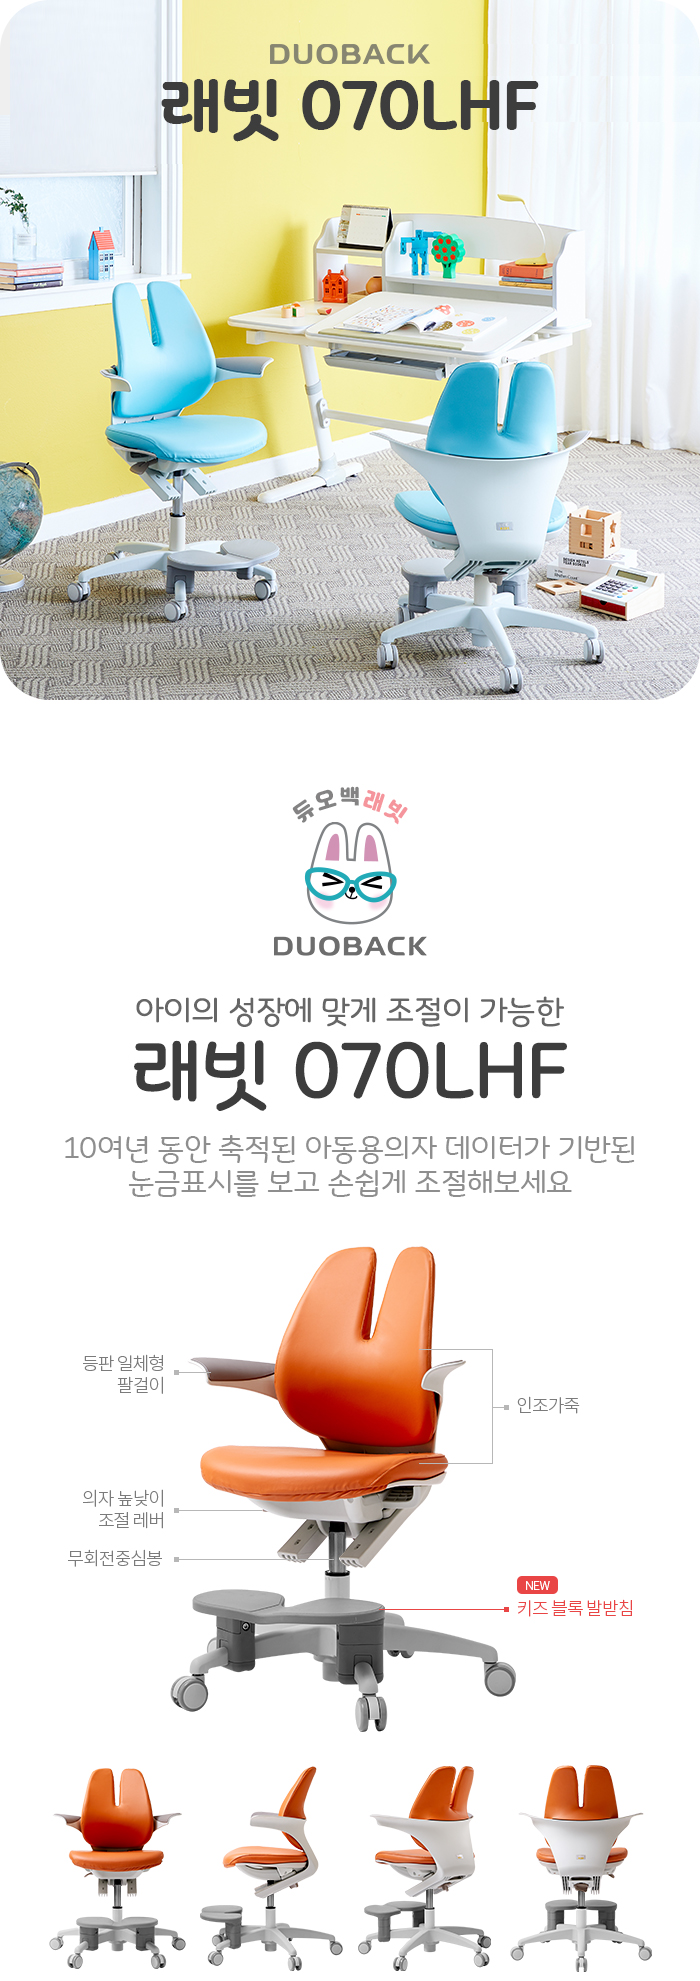 DUOBACK
래빗 070LHF
듀오백래빗
DUOBACK
아이의 성장에 맞게 조절이 가능한
래빗 070LHF
10여년 동안 축적된 아동용의자 데이터가 기반된
눈금표시를 보고 손쉽게 조절해보세요
등판 일체형
팔걸이
인조가죽
의자 높낮이
조절 레버
무회전중심봉
NEW
키즈 블록 발받침